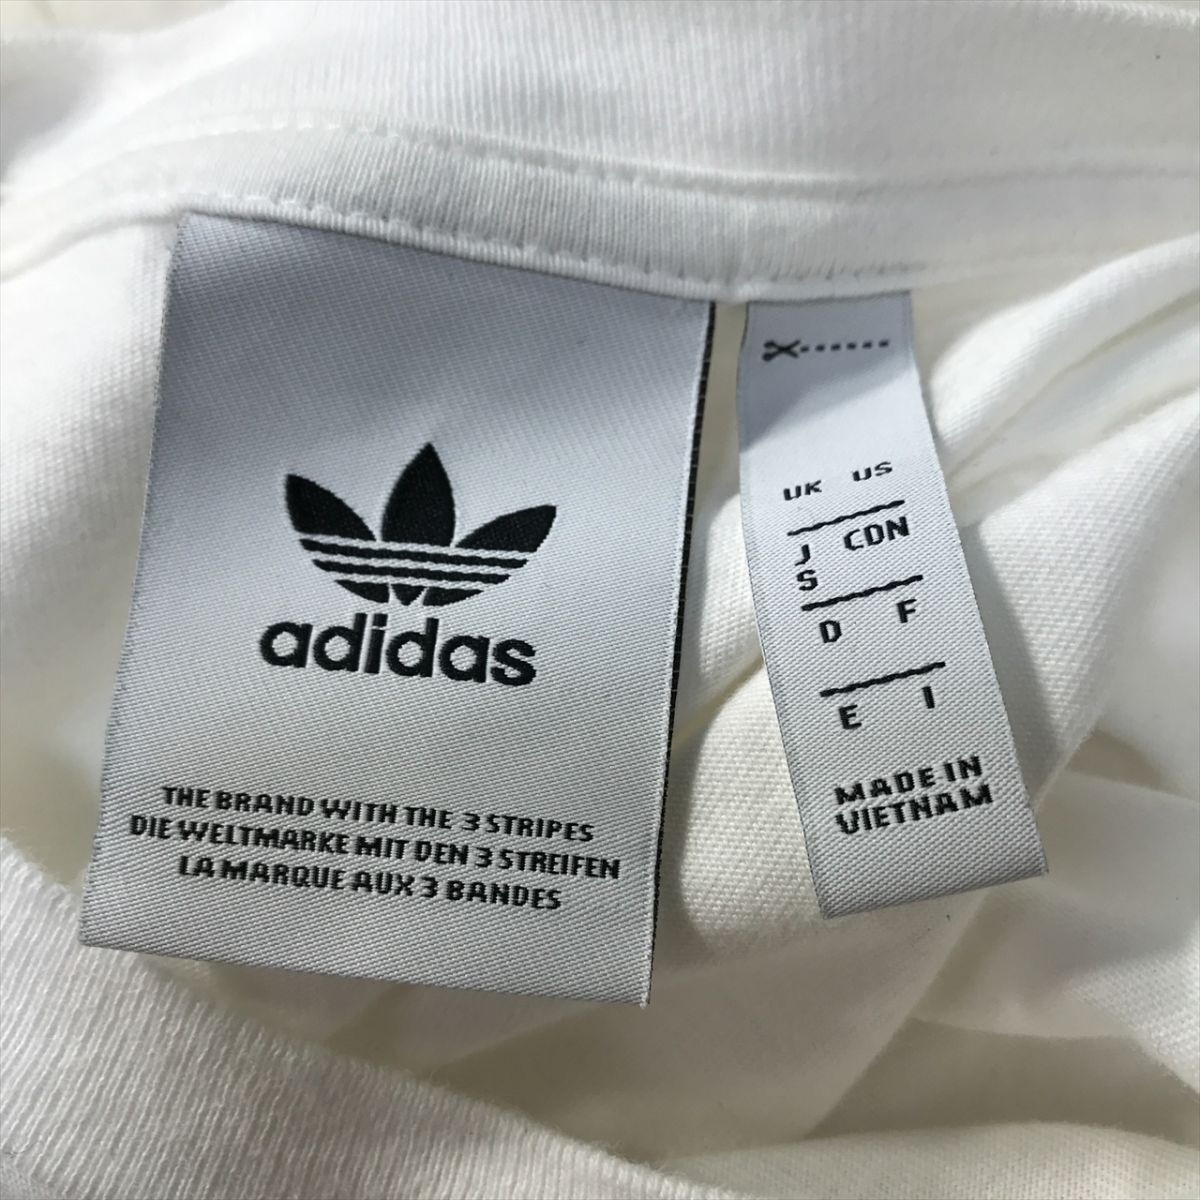 adidas
THE BRAND WITH THE 3 STRIPES
DIE WELTMARKE MIT DEN 3 STREIFEN
LA MARQUE AUX 3 BANDES
UK US
J CDN
S
D F
E I
MADE IN
VIETNAM